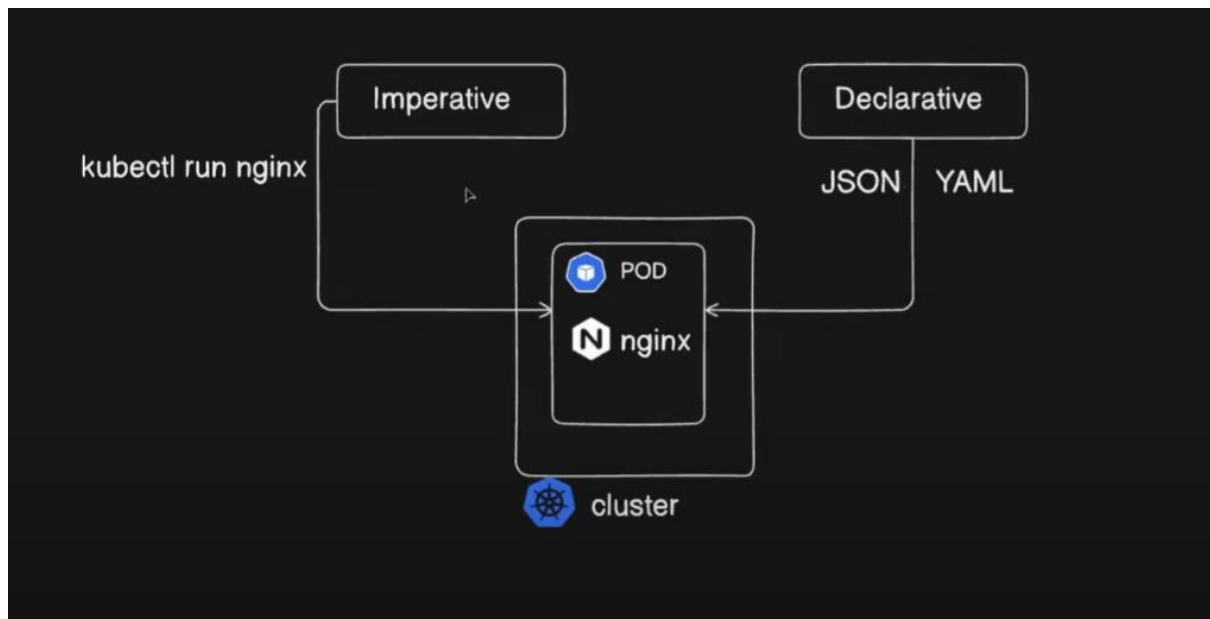 Imperative
Declarative
kubectl run nginx
JSON YAML
POD
N nginx
cluster